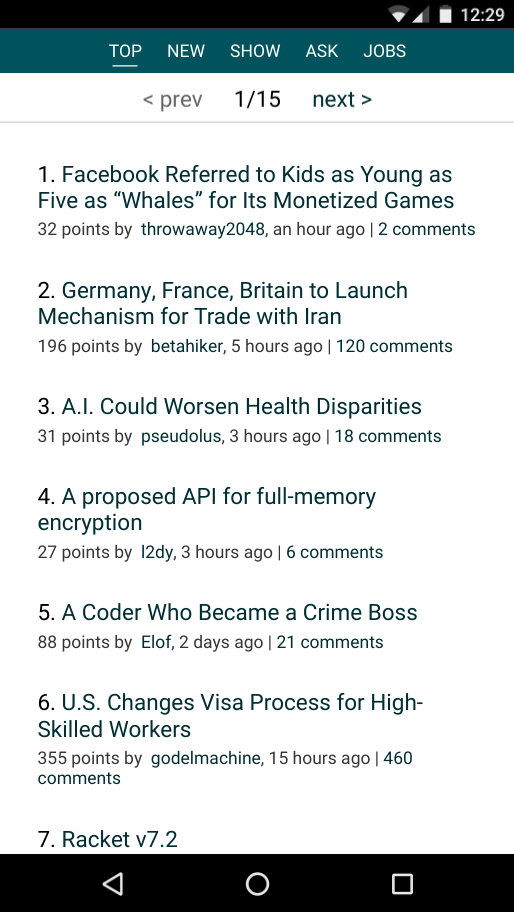 12:29
TOP NEW SHOW ASK JOBS
< prev 1/15 next >
1. Facebook Referred to Kids as Young as
Five as “Whales” for Its Monetized Games
32 points by throwaway2048, an hour ago | 2 comments
2. Germany, France, Britain to Launch
Mechanism for Trade with Iran
196 points by betahiker, 5 hours ago | 120 comments
3. A.I. Could Worsen Health Disparities
31 points by pseudolus, 3 hours ago | 18 comments
4. A proposed API for full-memory
encryption
27 points by l2dy, 3 hours ago | 6 comments
5. A Coder Who Became a Crime Boss
88 points by Elof, 2 days ago | 21 comments
6. U.S. Changes Visa Process for High-
Skilled Workers
355 points by godelmachine, 15 hours ago | 460
comments
7. Racket v7.2